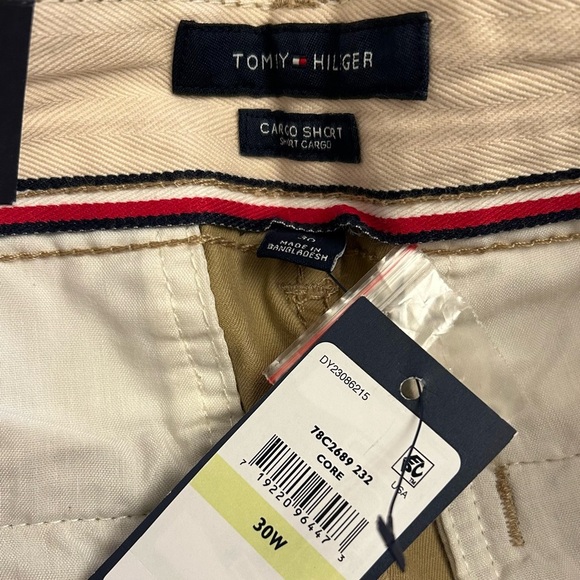 TOMMY HILFIGER
CARGO SHORT
SHORT CARGO
30
MADE IN
BANGLADESH
DY23086215
78C2689 232
CORE
7 19220 96447 3
USA
30W